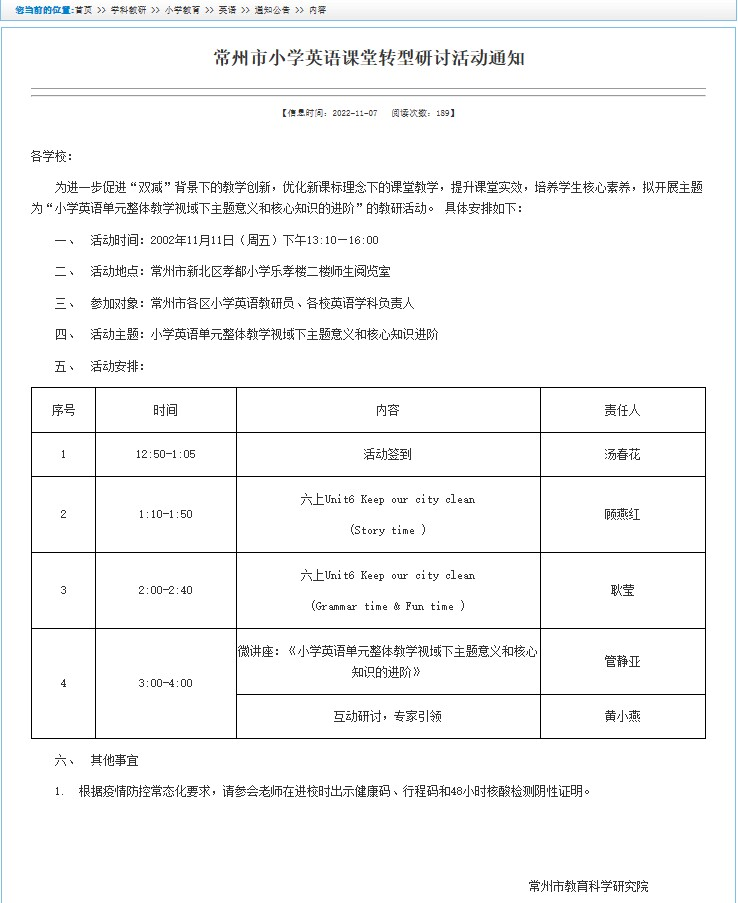 您当前的位置:首页 >> 学科教研 >> 小学教育 >> 英语 >> 通知公告 >> 内容
常州市小学英语课堂转型研讨活动通知
【信息时间: 2022-11-07 阅读次数: 189】
各学校：
为进一步促进“双减”背景下的教学创新，优化新课标理念下的课堂教学，提升课堂实效，培养学生核心素养，拟开展主题
为“小学英语单元整体教学视域下主题意义和核心知识的进阶”的教研活动。 具体安排如下：
一、 活动时间：2002年11月11日（周五）下午13:10—16:00
二、 活动地点：常州市新北区孝都小学乐孝楼二楼师生阅览室
三、 参加对象：常州市各区小学英语教研员、各校英语学科负责人
四、 活动主题：小学英语单元整体教学视域下主题意义和核心知识进阶
五、 活动安排：
序号 时间 内容 责任人
1 12:50-1:05 活动签到 汤春花
2 1:10-1:50 六上Unit6 Keep our city clean 顾燕红
(Story time )
3 2:00-2:40 六上Unit6 Keep our city clean 耿莹
(Grammar time & Fun time )
4 3:00-4:00 微讲座：《小学英语单元整体教学视域下主题意义和核心 管静亚
知识的进阶》
互动研讨，专家引领 黄小燕
六、 其他事宜
1. 根据疫情防控常态化要求，请参会老师在进校时出示健康码、行程码和48小时核酸检测阴性证明。
常州市教育科学研究院